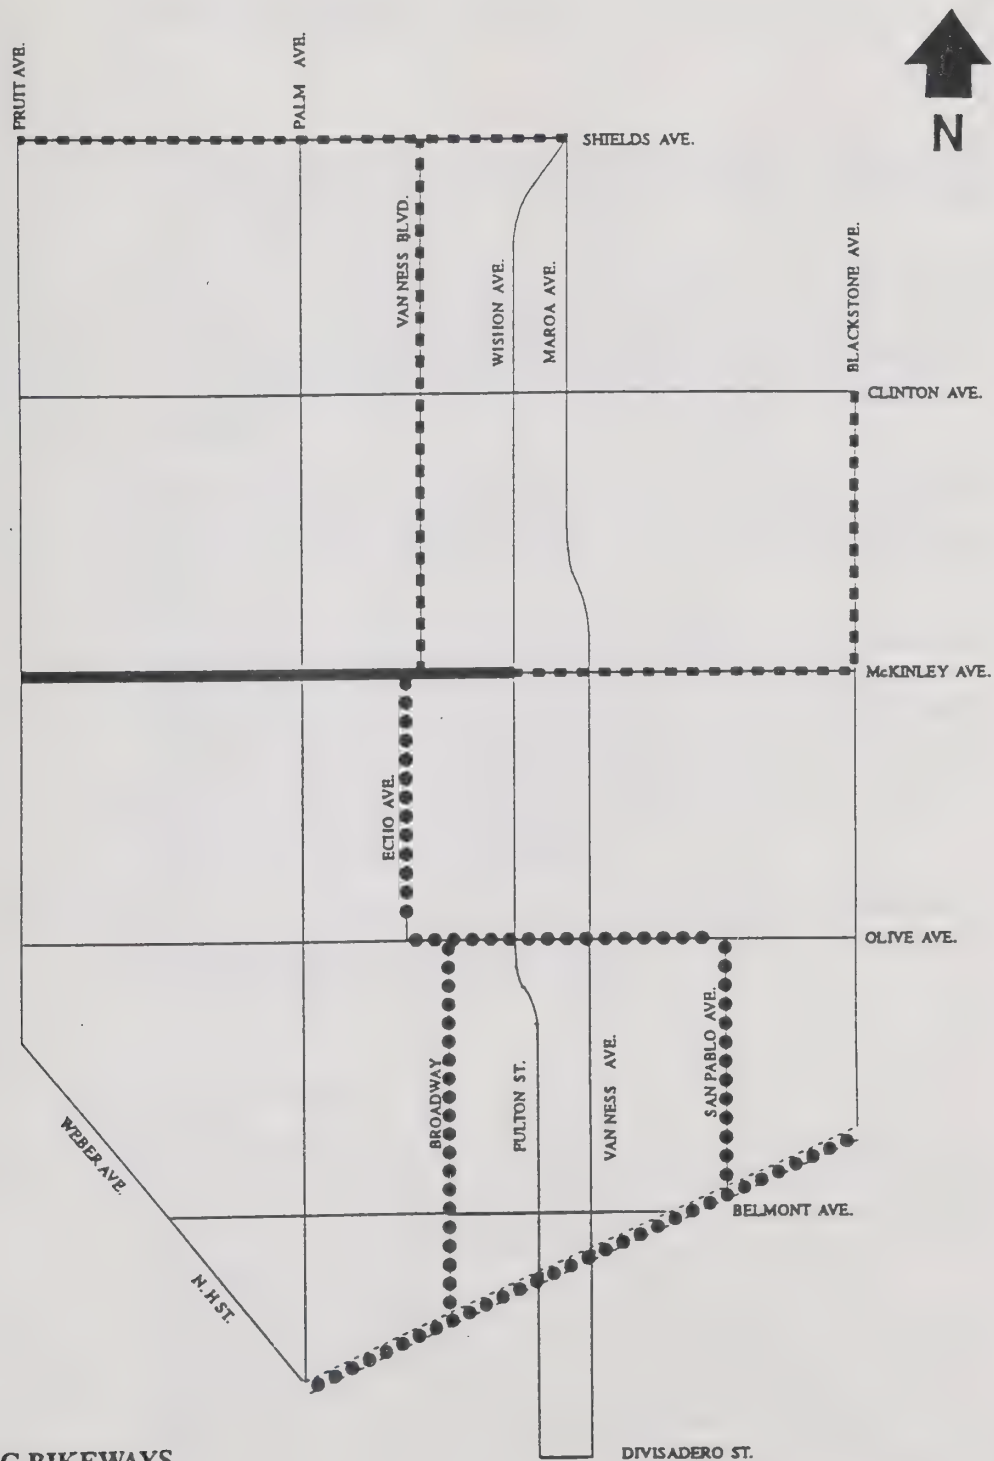 PRUIT AVE.
PALM AVE.
N
SHIELDS AVE.
VAN NESS BLVD.
WISHON AVE.
MAROA AVE.
BLACKSTONE AVE.
CLINTON AVE.
McKINLEY AVE.
ECHO AVE.
OLIVE AVE.
WEBER AVE.
BROADWAY
FULTON ST.
VAN NESS AVE.
SAN PABLO AVE.
BELMONT AVE.
N. H ST.
DIVISADERO ST.
G BIKEWAYS